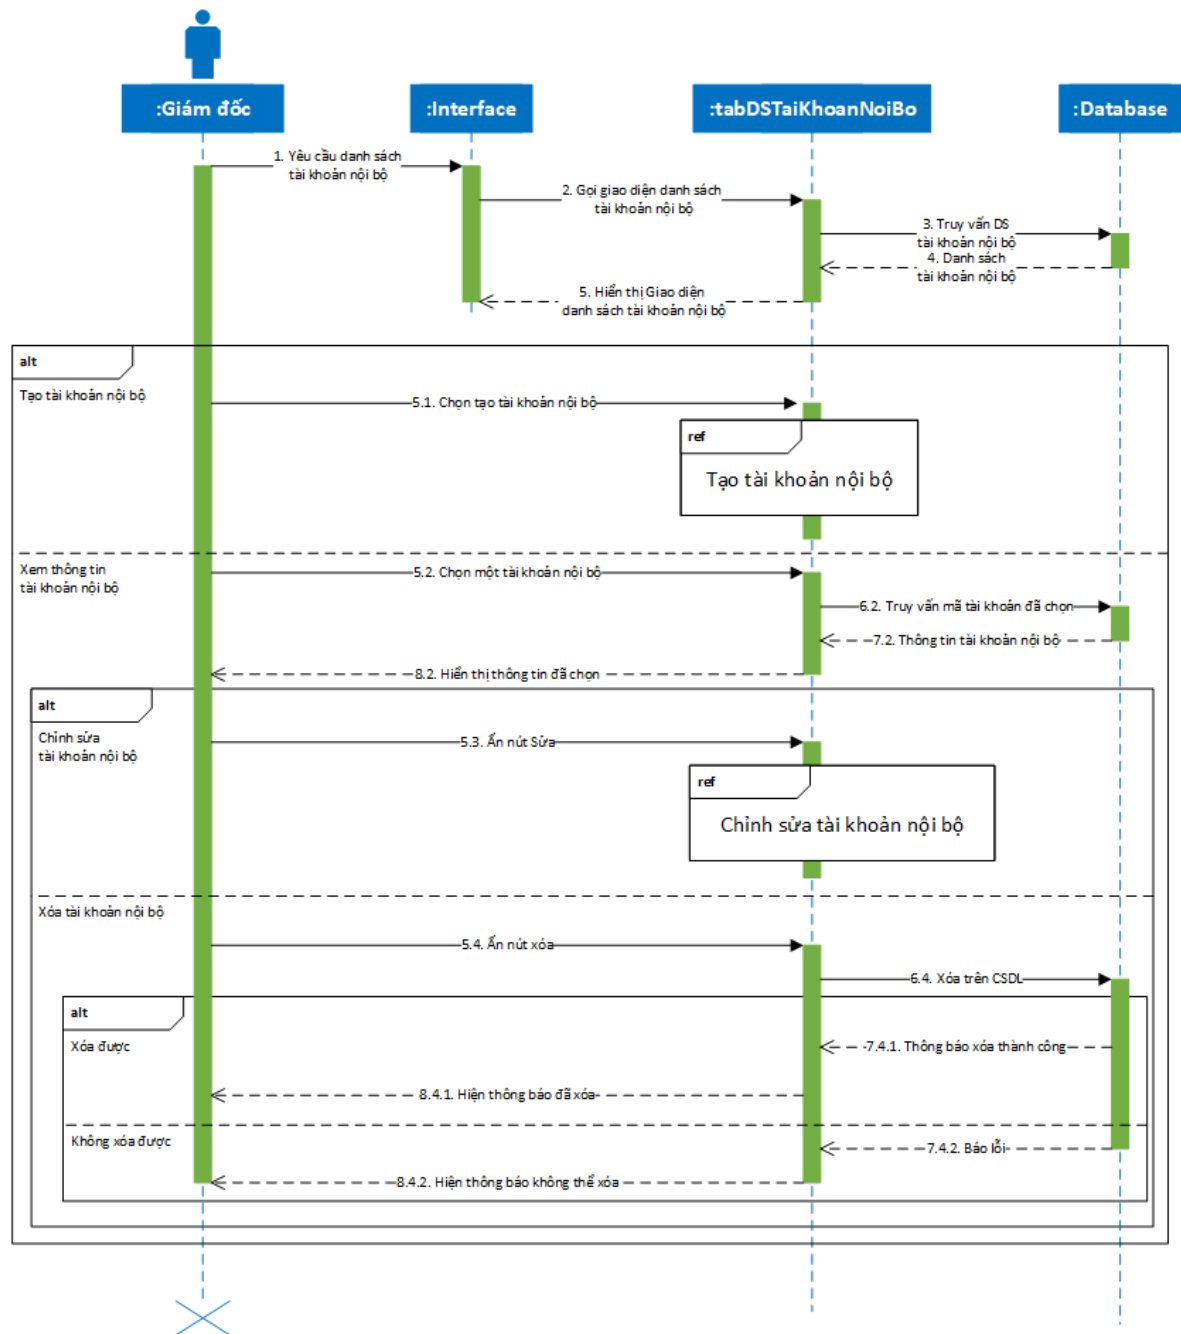 :Giám đốc
:Interface
:tabDSTaiKhoanNoiBo
:Database
1. Yêu cầu danh sách
tài khoản nội bộ
2. Gọi giao diện danh sách
tài khoản nội bộ
3. Truy vấn DS
tài khoản nội bộ
4. Danh sách
tài khoản nội bộ
5. Hiển thị Giao diện
danh sách tài khoản nội bộ
alt
Tạo tài khoản nội bộ
5.1. Chọn tạo tài khoản nội bộ
ref
Tạo tài khoản nội bộ
Xem thông tin
tài khoản nội bộ
5.2. Chọn một tài khoản nội bộ
6.2. Truy vấn mã tài khoản đã chọn
7.2. Thông tin tài khoản nội bộ
8.2. Hiển thị thông tin đã chọn
alt
Chỉnh sửa
tài khoản nội bộ
5.3. Ấn nút Sửa
ref
Chỉnh sửa tài khoản nội bộ
Xóa tài khoản nội bộ
5.4. Ấn nút xóa
6.4. Xóa trên CSDL
alt
Xóa được
7.4.1. Thông báo xóa thành công
8.4.1. Hiện thông báo đã xóa
Không xóa được
7.4.2. Báo lỗi
8.4.2. Hiện thông báo không thể xóa